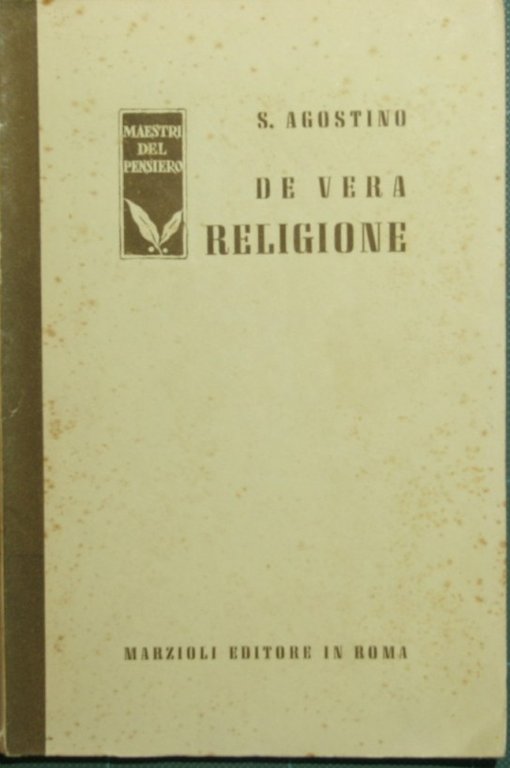 MAESTRI
DEL
PENSIERO
S. AGOSTINO
DE VERA
RELIGIONE
MARZIOLI EDITORE IN ROMA